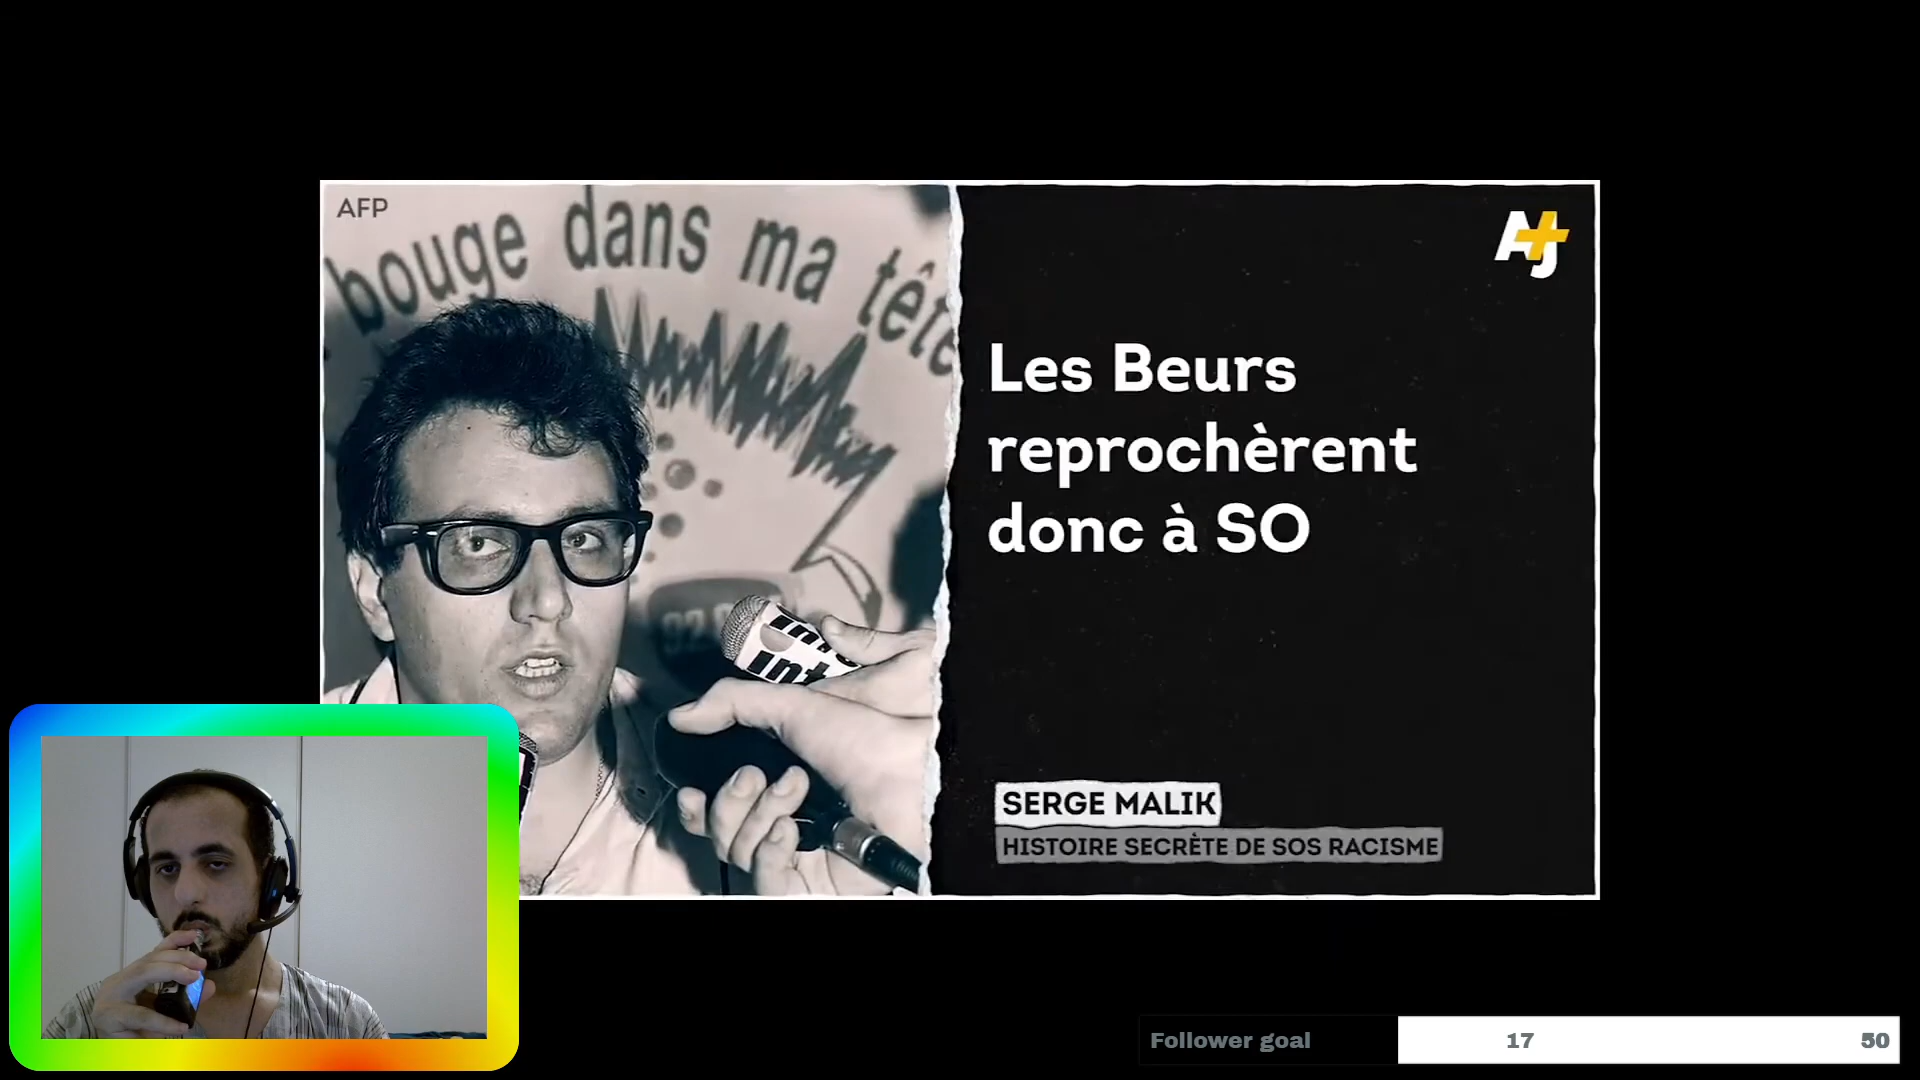 AFP
bouge dans ma tête
AJ+
Les Beurs
reprochèrent
donc à SO
SERGE MALIK
HISTOIRE SECRÈTE DE SOS RACISME
Follower goal
17
50